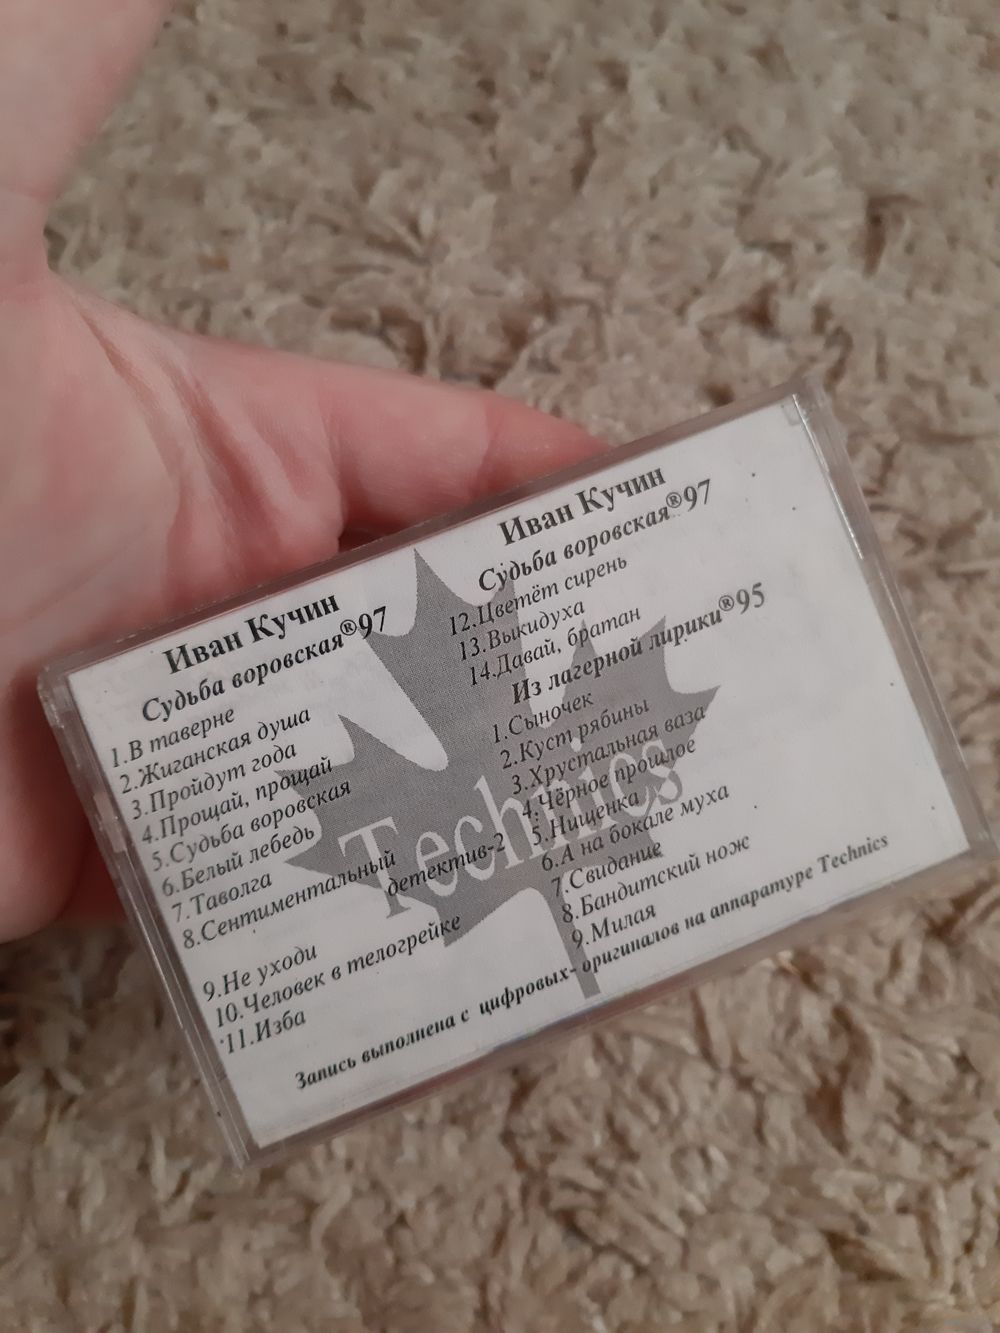 Иван Кучин
Судьба воровская®97
1.В таверне
2.Жиганская душа
3.Пройдут года
4.Прощай, прощай
5.Судьба воровская
6.Белый лебедь
7.Таволга
8.Сентиментальный
детектив-2
9.Не уходи
10.Человек в телогрейке
11.Изба
Иван Кучин
Судьба воровская®97
12.Цветёт сирень
13.Выкидуха
14.Давай, братан
Из лагерной лирики®95
1.Сыночек
2.Куст рябины
3.Хрустальная ваза
4.Чёрное прошлое
5.Нищенка
6.А на бокале муха
7.Свидание
8.Бандитский нож
9.Милая
Technics
Запись выполнена с цифровых- оригиналов на аппаратуре Technics